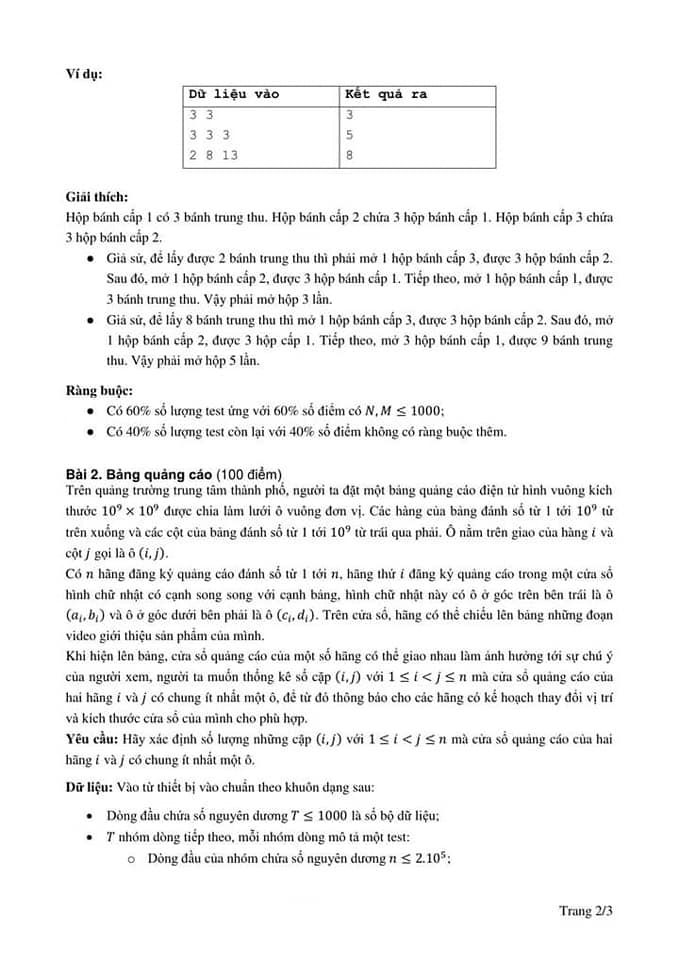 Ví dụ:
Dữ liệu vào Kết quả ra
3 3 3
3 3 3 5
2 8 13 8
Giải thích:
Hộp bánh cấp 1 có 3 bánh trung thu. Hộp bánh cấp 2 chứa 3 hộp bánh cấp 1. Hộp bánh cấp 3 chứa
3 hộp bánh cấp 2.
● Giả sử, để lấy được 2 bánh trung thu thì phải mở 1 hộp bánh cấp 3, được 3 hộp bánh cấp 2.
Sau đó, mở 1 hộp bánh cấp 2, được 3 hộp bánh cấp 1. Tiếp theo, mở 1 hộp bánh cấp 1, được
3 bánh trung thu. Vậy phải mở hộp 3 lần.
● Giả sử, để lấy 8 bánh trung thu thì mở 1 hộp bánh cấp 3, được 3 hộp bánh cấp 2. Sau đó, mở
1 hộp bánh cấp 2, được 3 hộp cấp 1. Tiếp theo, mở 3 hộp bánh cấp 1, được 9 bánh trung
thu. Vậy phải mở hộp 5 lần.
Ràng buộc:
● Có 60% số lượng test ứng với 60% số điểm có N, M ≤ 1000;
● Có 40% số lượng test còn lại với 40% số điểm không có ràng buộc thêm.
Bài 2. Bảng quảng cáo (100 điểm)
Trên quảng trường trung tâm thành phố, người ta đặt một bảng quảng cáo điện tử hình vuông kích
thước 10⁹ × 10⁹ được chia làm lưới ô vuông đơn vị. Các hàng của bảng đánh số từ 1 tới 10⁹ từ
trên xuống và các cột của bảng đánh số từ 1 tới 10⁹ từ trái qua phải. Ô nằm trên giao của hàng i và
cột j gọi là ô (i, j).
Có n hãng đăng ký quảng cáo đánh số từ 1 tới n, hãng thứ i đăng ký quảng cáo trong một cửa sổ
hình chữ nhật có cạnh song song với cạnh bảng, hình chữ nhật này có ô ở góc trên bên trái là ô
(aᵢ, bᵢ) và ô ở góc dưới bên phải là ô (cᵢ, dᵢ). Trên cửa sổ, hãng có thể chiếu lên bảng những đoạn
video giới thiệu sản phẩm của mình.
Khi hiện lên bảng, cửa sổ quảng cáo của một số hãng có thể giao nhau làm ảnh hưởng tới sự chú ý
của người xem, người ta muốn thống kê số cặp (i, j) với 1 ≤ i < j ≤ n mà cửa sổ quảng cáo của
hai hãng i và j có chung ít nhất một ô, để từ đó thông báo cho các hãng có kế hoạch thay đổi vị trí
và kích thước cửa sổ của mình cho phù hợp.
Yêu cầu: Hãy xác định số lượng những cặp (i, j) với 1 ≤ i < j ≤ n mà cửa sổ quảng cáo của hai
hãng i và j có chung ít nhất một ô.
Dữ liệu: Vào từ thiết bị vào chuẩn theo khuôn dạng sau:
● Dòng đầu chứa số nguyên dương T ≤ 1000 là số bộ dữ liệu;
● T nhóm dòng tiếp theo, mỗi nhóm dòng mô tả một test:
○ Dòng đầu của nhóm chứa số nguyên dương n ≤ 2.10⁵;
Trang 2/3